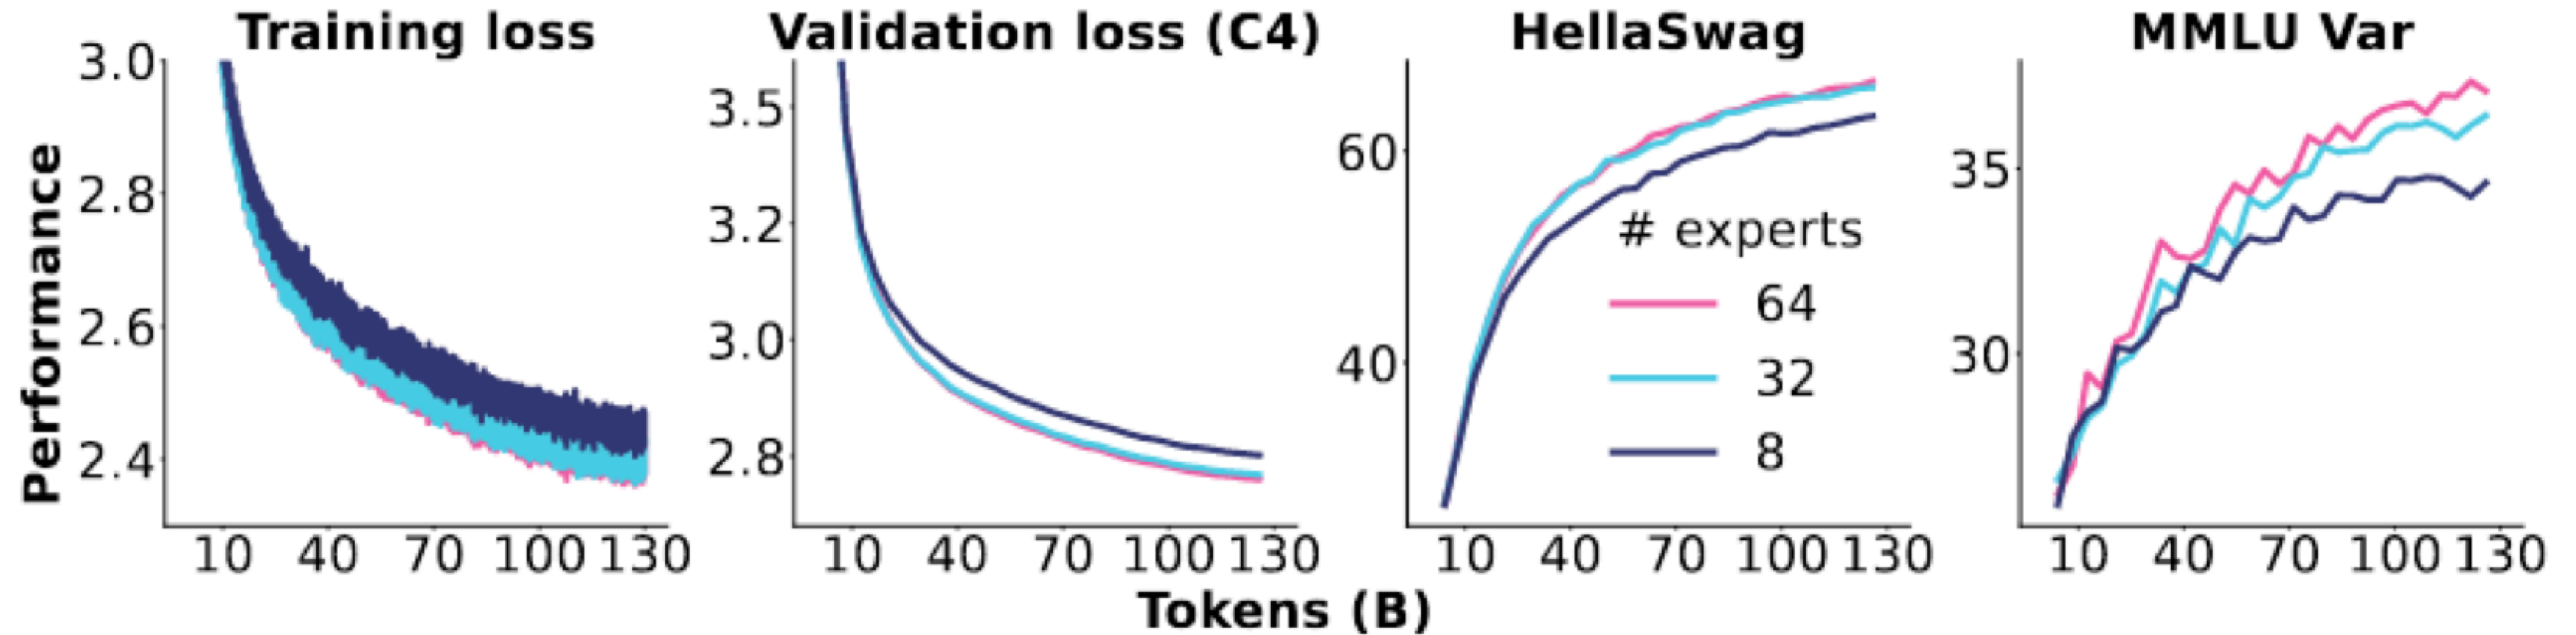 Training loss
Validation loss (C4)
HellaSwag
MMLU Var
Performance
3.0
2.8
2.6
2.4
10 40 70 100 130
3.5
3.2
3.0
2.8
10 40 70 100 130
60
40
# experts
64
32
8
10 40 70 100 130
35
30
10 40 70 100 130
Tokens (B)